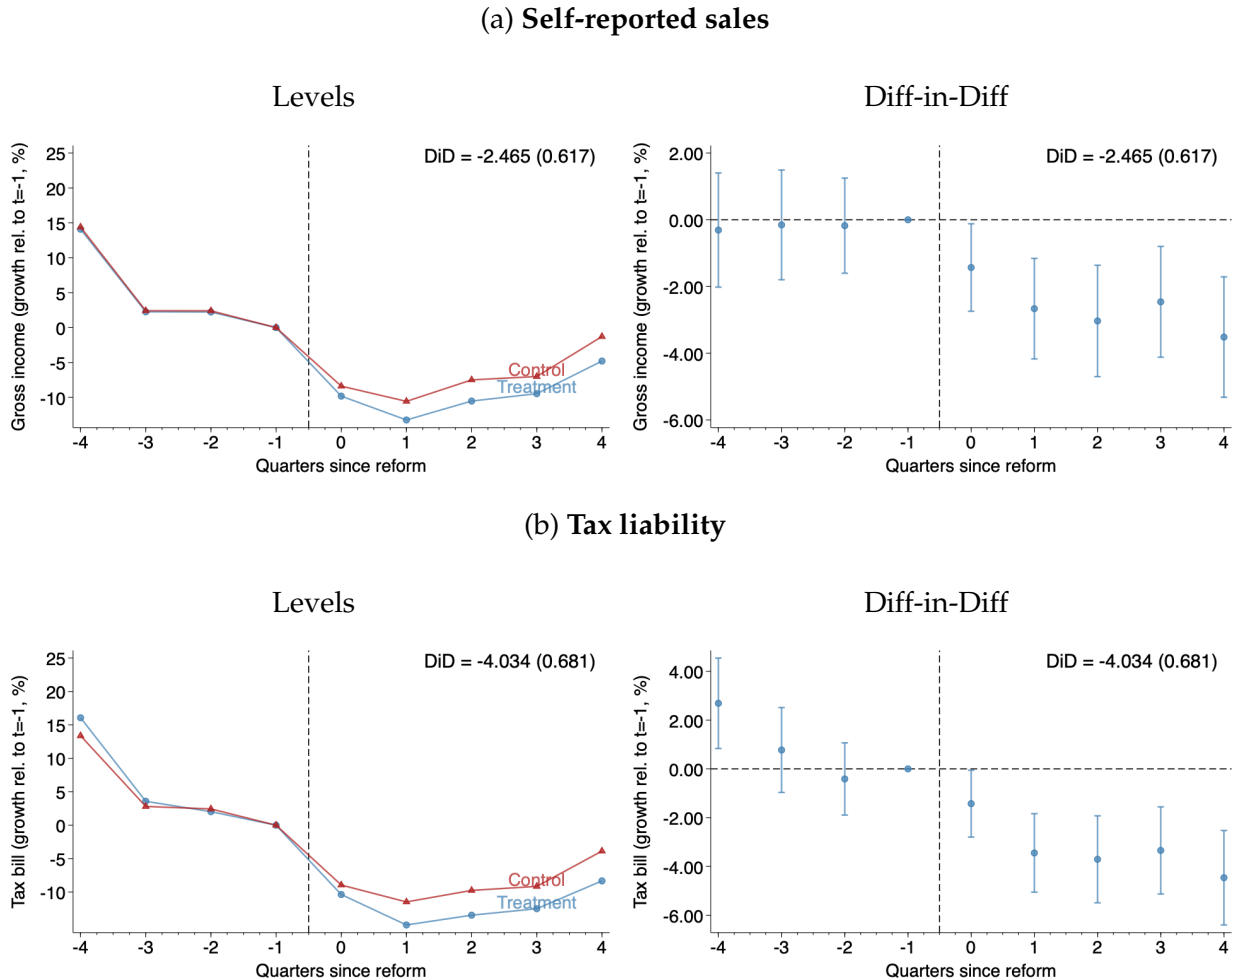 (a) Self-reported sales
Levels
Gross income (growth rel. to t=-1, %)
25
20
15
10
5
0
-5
-10
DiD = -2.465 (0.617)
Control
Treatment
-4 -3 -2 -1 0 1 2 3 4
Quarters since reform
Diff-in-Diff
Gross income (growth rel. to t=-1, %)
2.00
0.00
-2.00
-4.00
-6.00
DiD = -2.465 (0.617)
-4 -3 -2 -1 0 1 2 3 4
Quarters since reform
(b) Tax liability
Levels
Tax bill (growth rel. to t=-1, %)
25
20
15
10
5
0
-5
-10
DiD = -4.034 (0.681)
Control
Treatment
-4 -3 -2 -1 0 1 2 3 4
Quarters since reform
Diff-in-Diff
Tax bill (growth rel. to t=-1, %)
4.00
2.00
0.00
-2.00
-4.00
-6.00
DiD = -4.034 (0.681)
-4 -3 -2 -1 0 1 2 3 4
Quarters since reform